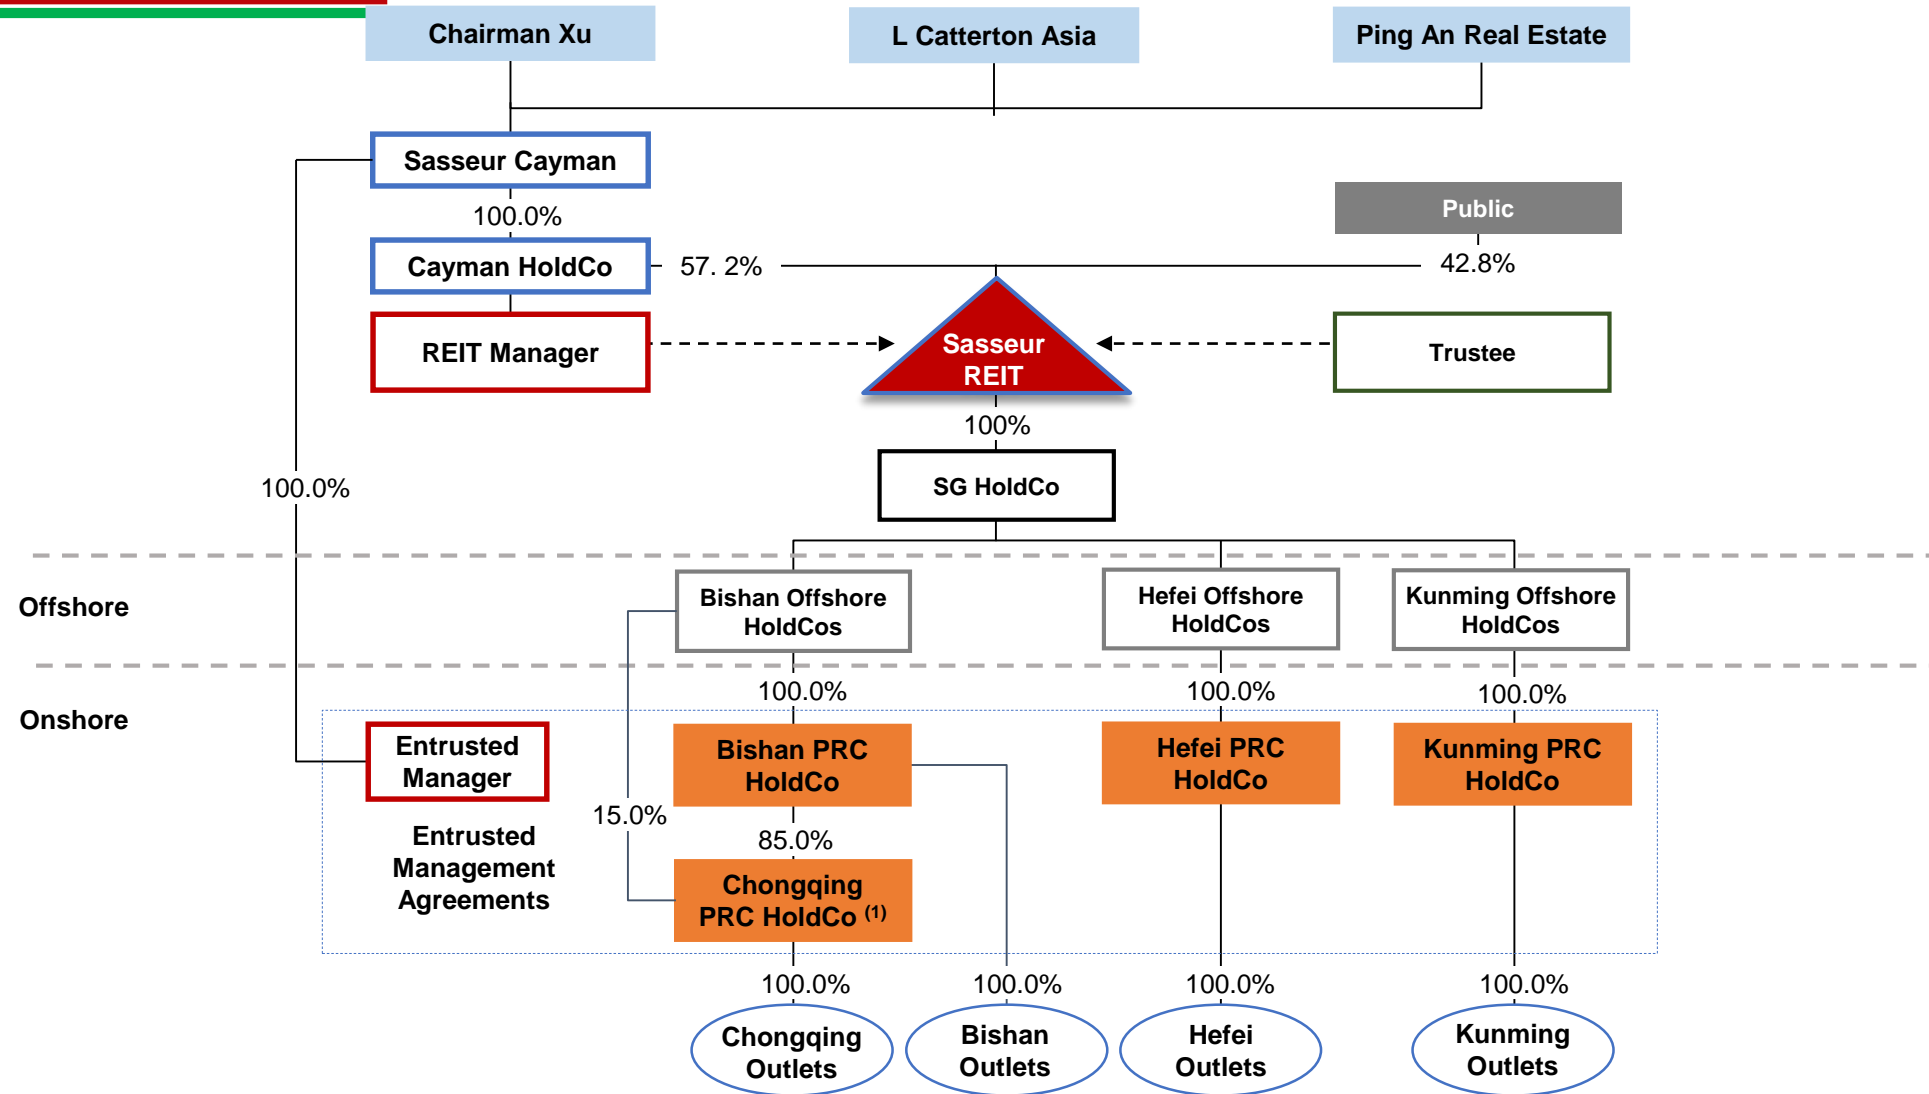 Chairman Xu
L Catterton Asia
Ping An Real Estate
Sasseur Cayman
100.0%
Public
Cayman HoldCo
57. 2%
42.8%
REIT Manager
Sasseur
REIT
Trustee
100%
SG HoldCo
100.0%
Offshore
Bishan Offshore
HoldCos
Hefei Offshore
HoldCos
Kunming Offshore
HoldCos
100.0%
100.0%
100.0%
Onshore
Entrusted
Manager
Bishan PRC
HoldCo
Hefei PRC
HoldCo
Kunming PRC
HoldCo
15.0%
85.0%
Entrusted
Management
Agreements
Chongqing
PRC HoldCo (1)
100.0%
100.0%
100.0%
100.0%
Chongqing
Outlets
Bishan
Outlets
Hefei
Outlets
Kunming
Outlets